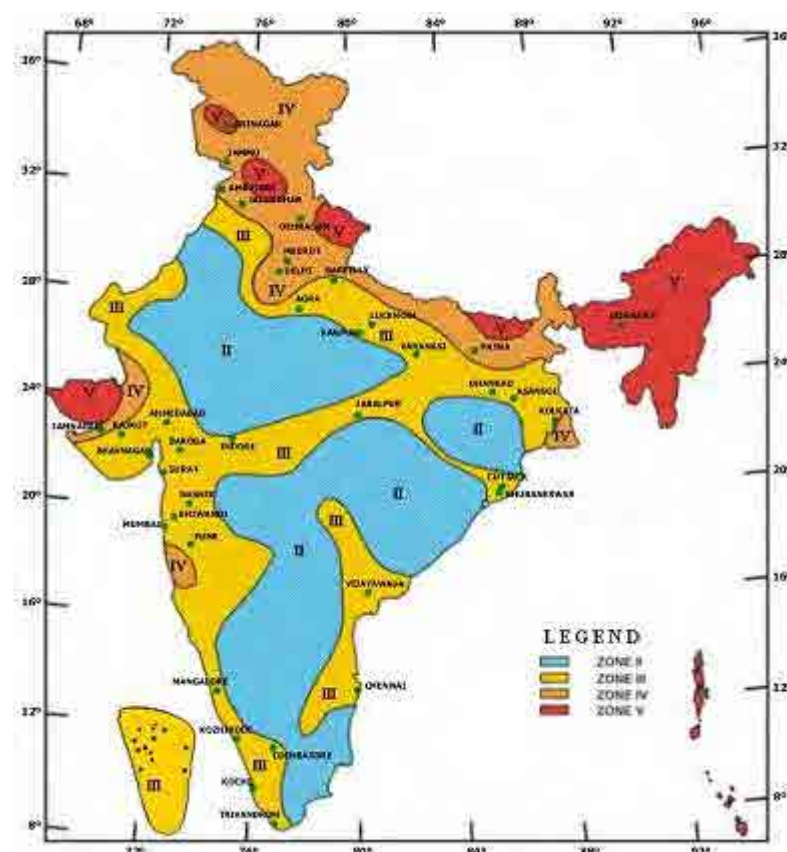 68° 72° 76° 80° 84° 88° 92° 96°
36°
IV
V
SRINAGAR
JAMMU
32°
V
AMRITSAR
DEHRADUN
V
III
MEERUT
DELHI
BAREILLY
28°
IV
AGRA
III
LUCKNOW
KANPUR
III
V
V
VARANASI
PATNA
II
24°
V
IV
DHANBAD
ASANSOL
AHMEDABAD
JABALPUR
KOLKATA
JAMNAGAR
RAJKOT
II
IV
BHAVNAGAR
INDORE
III
SURAT
CUTTACK
BHUBANESWAR
20°
NASHIK
II
III
MUMBAI
PUNE
II
IV
VIJAYAWADA
16°
LEGEND
ZONE II
ZONE III
ZONE IV
ZONE V
MANGALORE
III
CHENNAI
12°
KOZHIKODE
COIMBATORE
III
III
KOCHI
TRIVANDRUM
8°